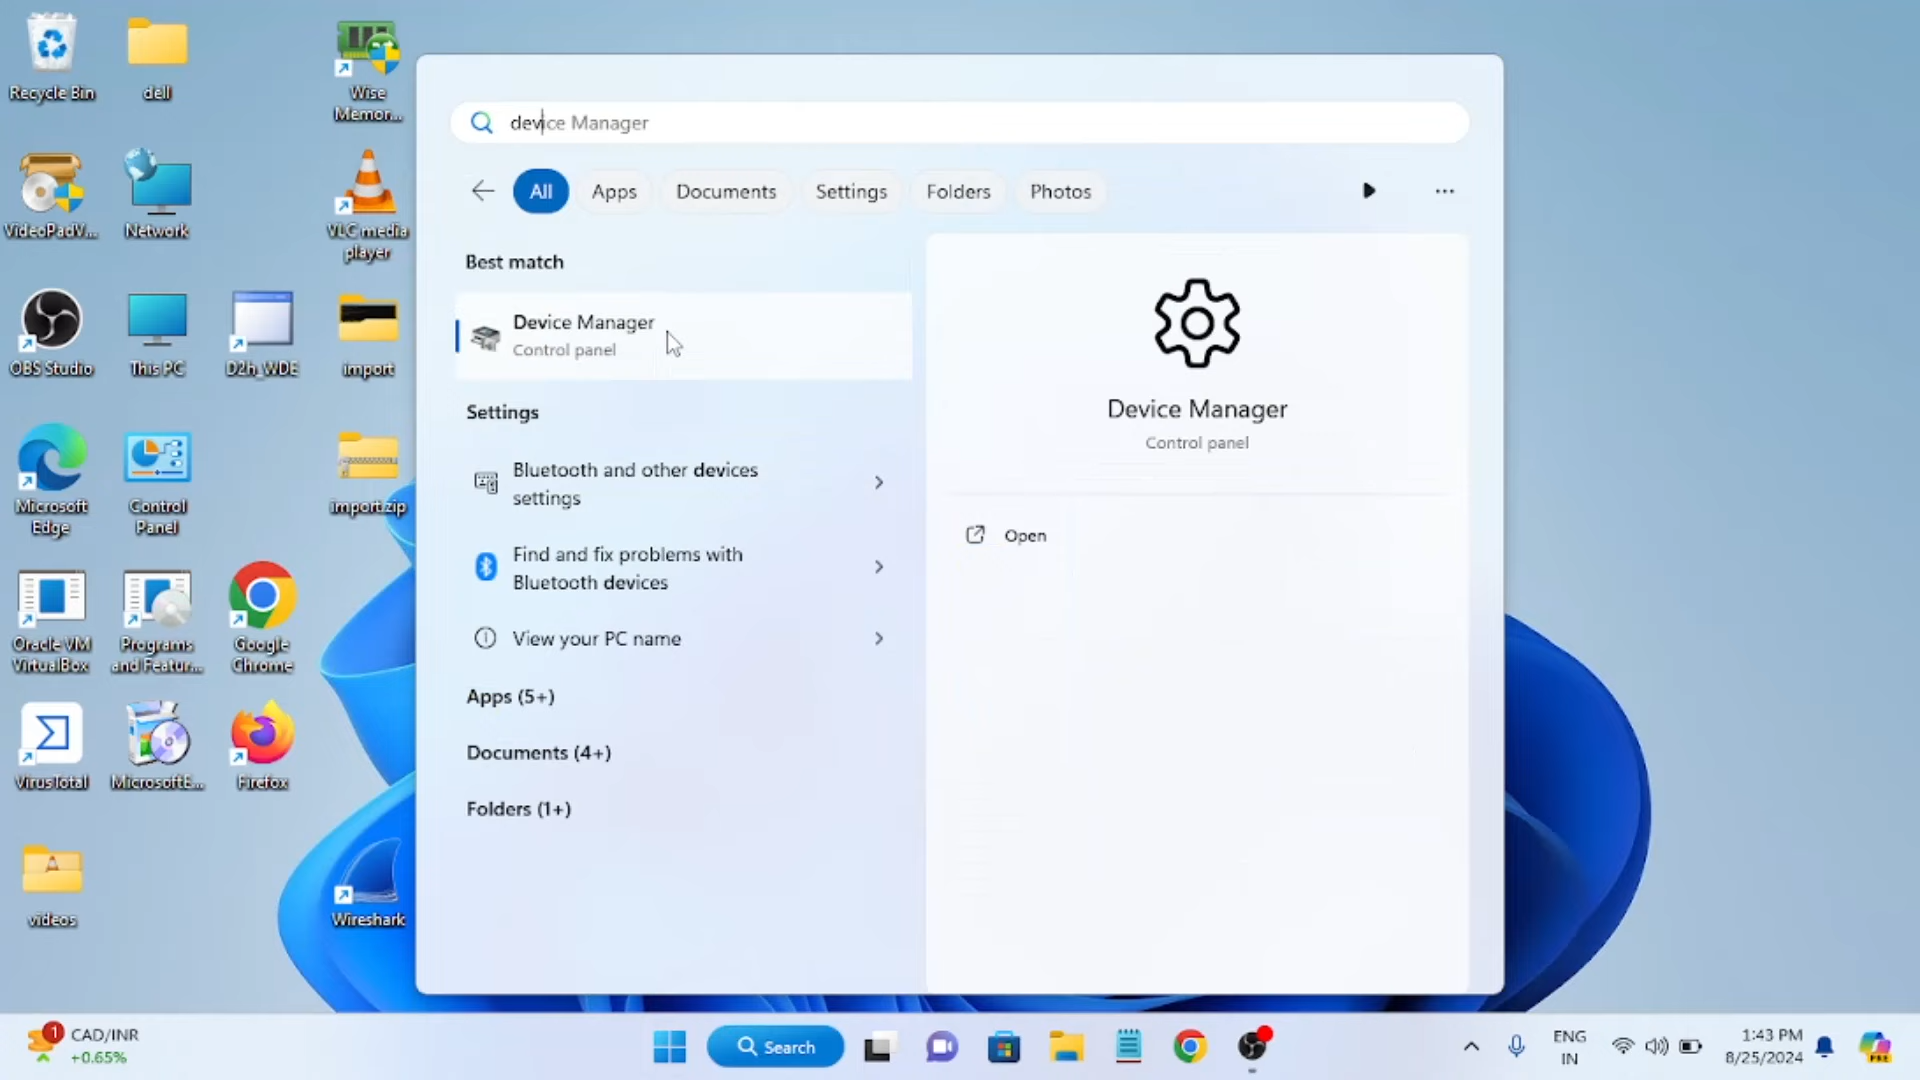 Recycle Bin
dell
Wise
Memor...
VideoPadV...
Network
VLC media
player
OBS Studio
This PC
D2h_WDE
import
Microsoft
Edge
Control
Panel
import.zip
Oracle VM
VirtualBox
Programs
and Featur...
Google
Chrome
VirusTotal
MicrosoftE...
Firefox
videos
Wireshark
device Manager
All
Apps
Documents
Settings
Folders
Photos
...
Best match
Device Manager
Control panel
Settings
Bluetooth and other devices
settings
Find and fix problems with
Bluetooth devices
View your PC name
Apps (5+)
Documents (4+)
Folders (1+)
Device Manager
Control panel
Open
1
CAD/INR
+0.65%
Search
ENG
IN
1:43 PM
8/25/2024
PRE